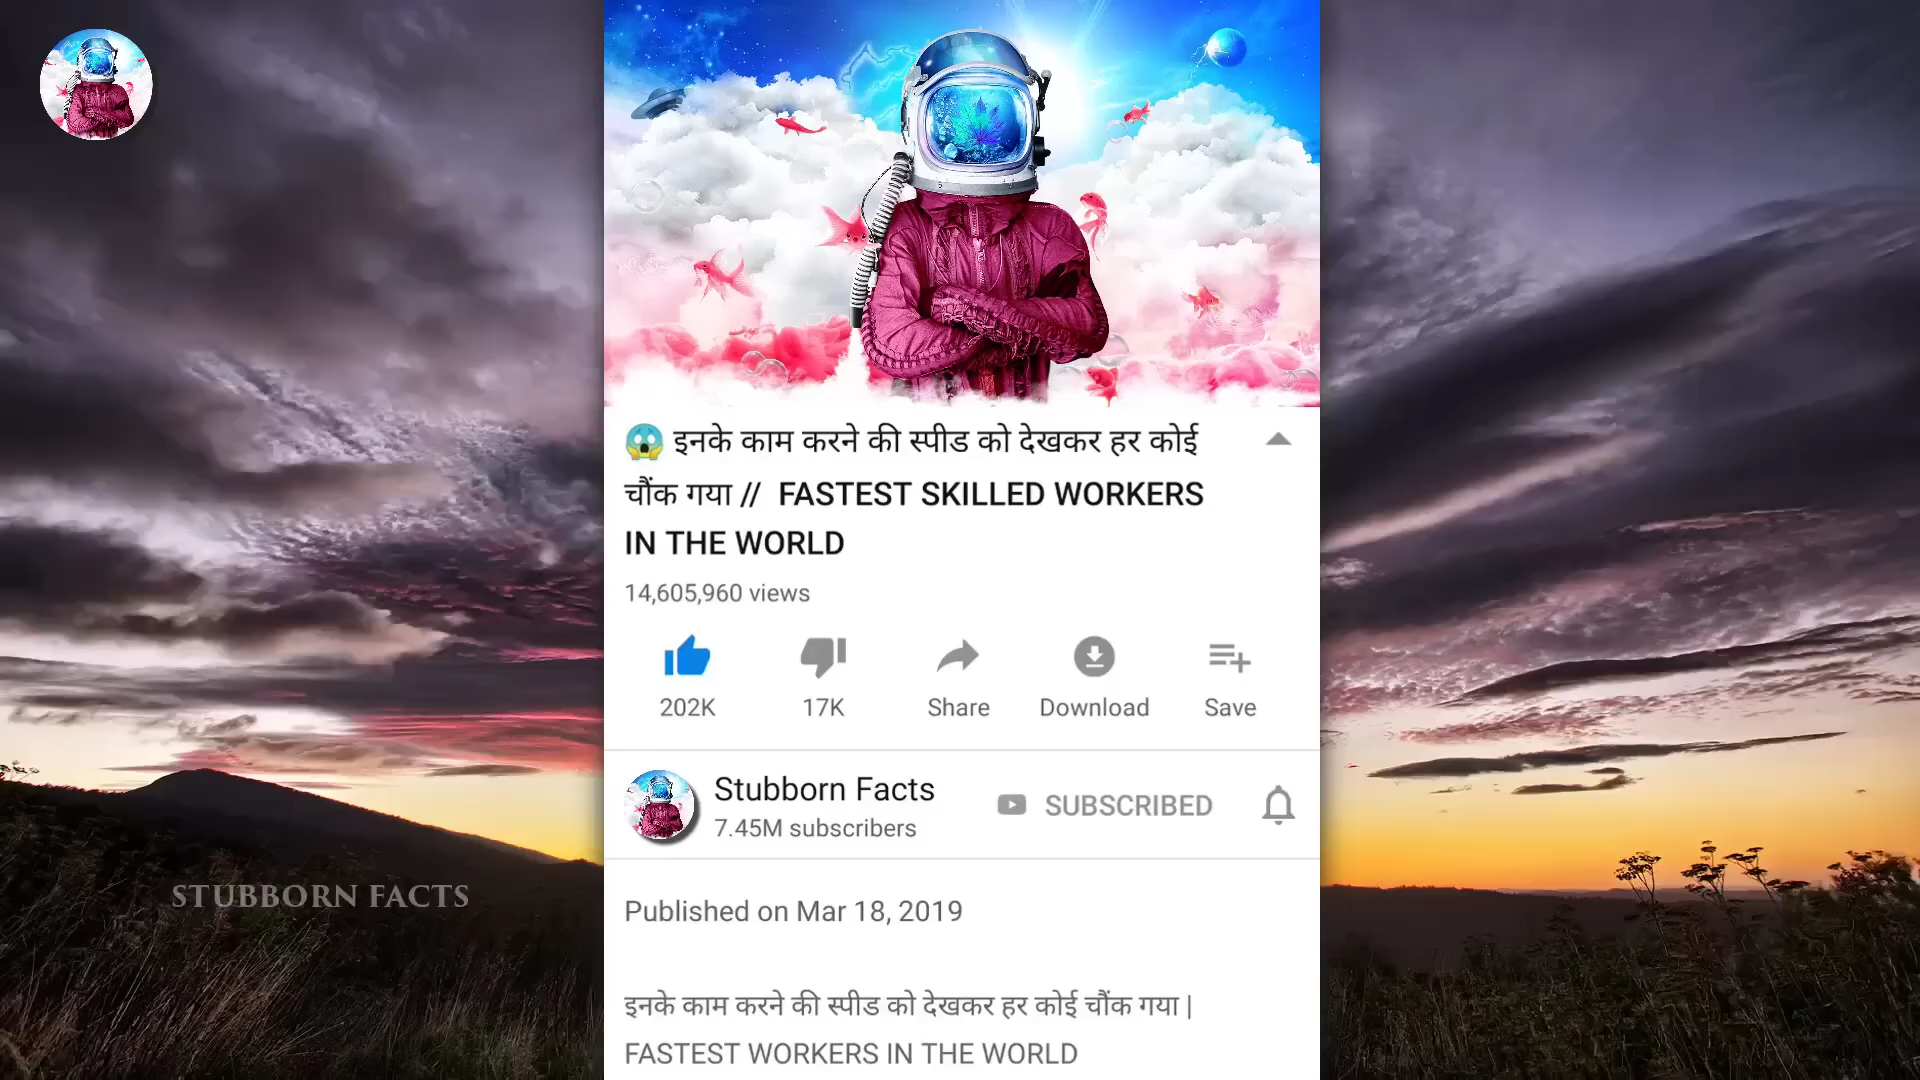 😱 इनके काम करने की स्पीड को देखकर हर कोई
चौंक गया // FASTEST SKILLED WORKERS
IN THE WORLD
14,605,960 views
202K 17K Share Download Save
Stubborn Facts
SUBSCRIBED
7.45M subscribers
STUBBORN FACTS
Published on Mar 18, 2019
इनके काम करने की स्पीड को देखकर हर कोई चौंक गया |
FASTEST WORKERS IN THE WORLD